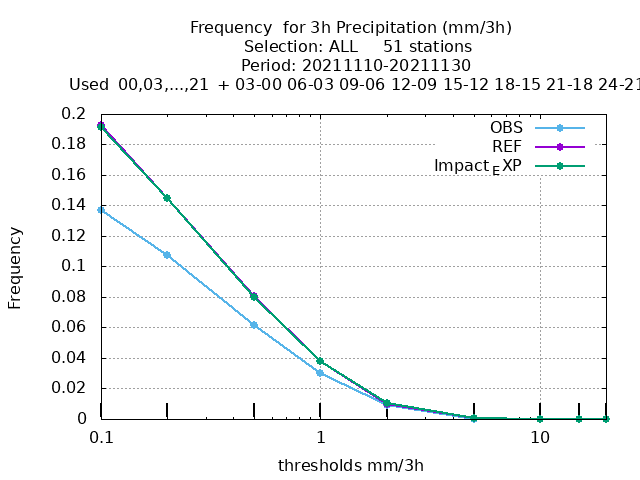 Frequency  for 3h Precipitation (mm/3h)
Selection: ALL     51 stations
Period: 20211110-20211130
Used  00,03,...,21  + 03-00 06-03 09-06 12-09 15-12 18-15 21-18 24-21
0.2
0.18
0.16
0.14
0.12
0.1
0.08
0.06
0.04
0.02
0
Frequency
OBS
REF
Impact_EXP
0.1 1 10
thresholds mm/3h